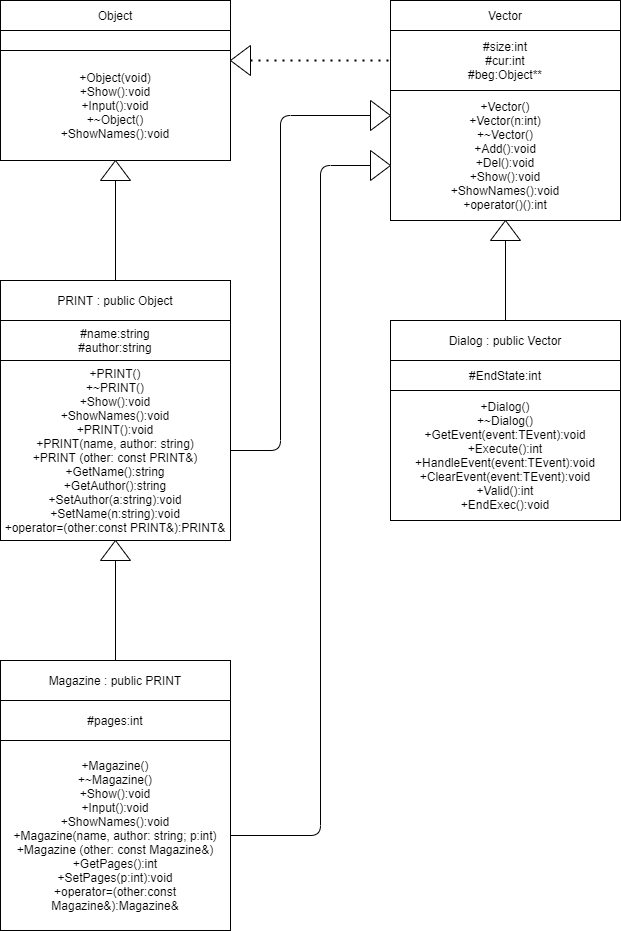 Object
+Object(void)
+Show():void
+Input():void
+~Object()
+ShowNames():void
Vector
#size:int
#cur:int
#beg:Object**
+Vector()
+Vector(n:int)
+~Vector()
+Add():void
+Del():void
+Show():void
+ShowNames():void
+operator()():int
PRINT : public Object
#name:string
#author:string
+PRINT()
+~PRINT()
+Show():void
+ShowNames():void
+PRINT():void
+PRINT(name, author: string)
+PRINT (other: const PRINT&)
+GetName():string
+GetAuthor():string
+SetAuthor(a:string):void
+SetName(n:string):void
+operator=(other:const PRINT&):PRINT&
Dialog : public Vector
#EndState:int
+Dialog()
+~Dialog()
+GetEvent(event:TEvent):void
+Execute():int
+HandleEvent(event:TEvent):void
+ClearEvent(event:TEvent):void
+Valid():int
+EndExec():void
Magazine : public PRINT
#pages:int
+Magazine()
+~Magazine()
+Show():void
+Input():void
+ShowNames():void
+Magazine(name, author: string; p:int)
+Magazine (other: const Magazine&)
+GetPages():int
+SetPages(p:int):void
+operator=(other:const
Magazine&):Magazine&